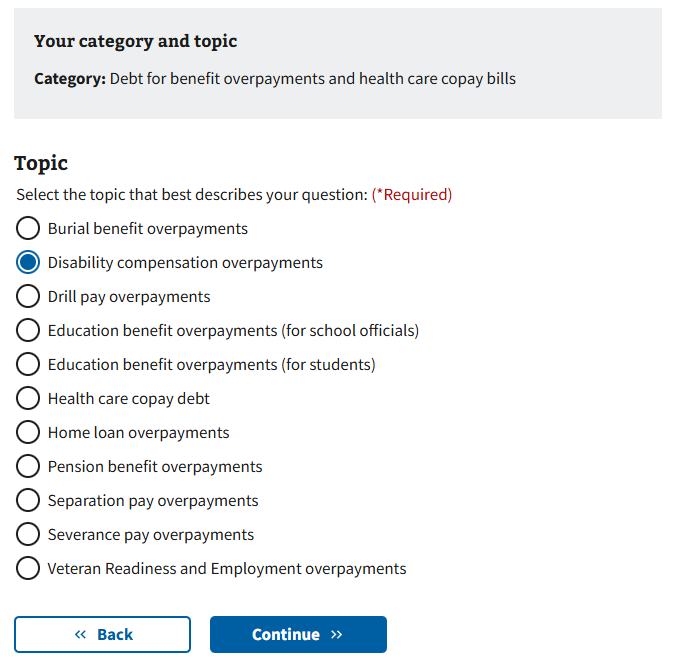 Your category and topic
Category: Debt for benefit overpayments and health care copay bills
Topic
Select the topic that best describes your question: (*Required)
Burial benefit overpayments
Disability compensation overpayments
Drill pay overpayments
Education benefit overpayments (for school officials)
Education benefit overpayments (for students)
Health care copay debt
Home loan overpayments
Pension benefit overpayments
Separation pay overpayments
Severance pay overpayments
Veteran Readiness and Employment overpayments
« Back
Continue »